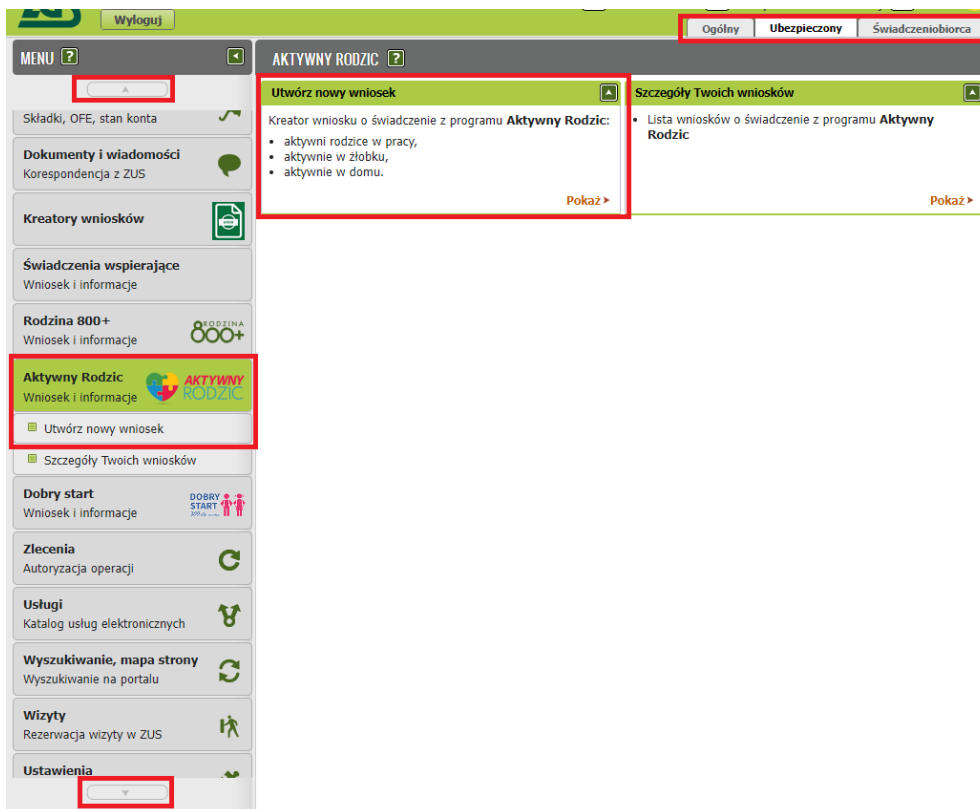 ZUS
Wyloguj
Ogólny
Ubezpieczony
Świadczeniobiorca
MENU ?
AKTYWNY RODZIC ?
Składki, OFE, stan konta
Dokumenty i wiadomości
Korespondencja z ZUS
Kreatory wniosków
Świadczenia wspierające
Wniosek i informacje
Rodzina 800+
Wniosek i informacje
RODZINA
800+
Aktywny Rodzic
Wniosek i informacje
AKTYWNY
RODZIC
Utwórz nowy wniosek
Szczegóły Twoich wniosków
Dobry start
Wniosek i informacje
DOBRY
START
Zlecenia
Autoryzacja operacji
Usługi
Katalog usług elektronicznych
Wyszukiwanie, mapa strony
Wyszukiwanie na portalu
Wizyty
Rezerwacja wizyty w ZUS
Ustawienia
Utwórz nowy wniosek
Kreator wniosku o świadczenie z programu Aktywny Rodzic:
• aktywni rodzice w pracy,
• aktywnie w żłobku,
• aktywnie w domu.
Pokaż
Szczegóły Twoich wniosków
• Lista wniosków o świadczenie z programu Aktywny
Rodzic
Pokaż